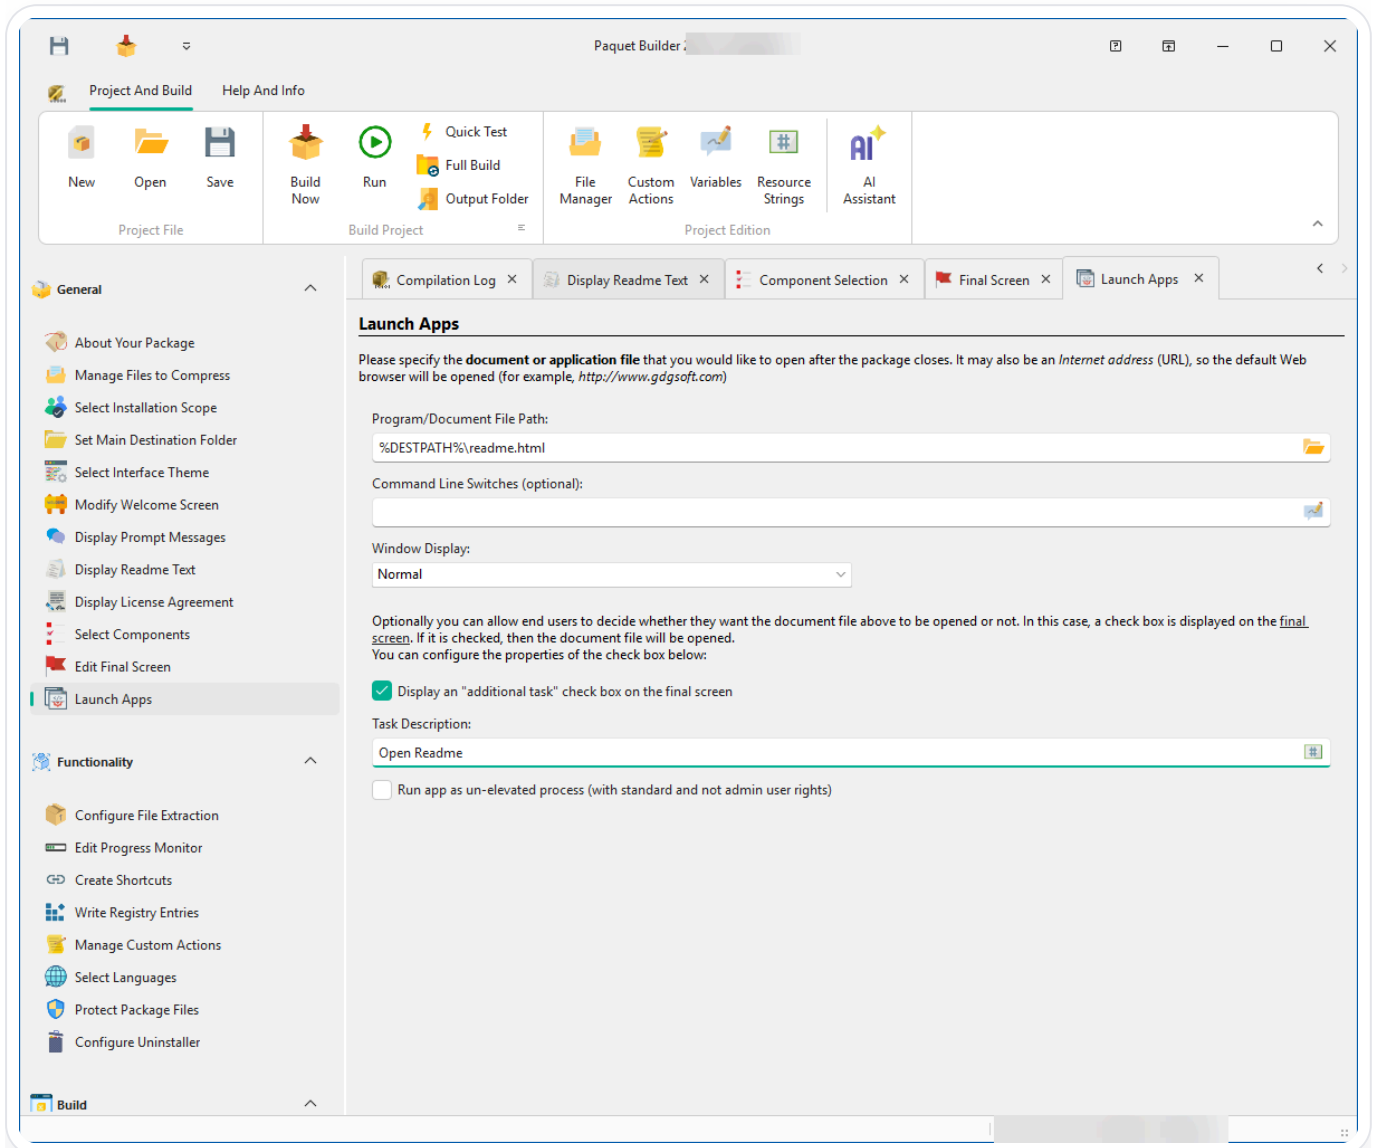 Paquet Builder
Project And Build
Help And Info
New
Open
Save
Build
Now
Run
Quick Test
Full Build
Output Folder
File
Manager
Custom
Actions
Variables
Resource
Strings
AI
AI
Assistant
Project File
Build Project
Project Edition
General
About Your Package
Manage Files to Compress
Select Installation Scope
Set Main Destination Folder
Select Interface Theme
Modify Welcome Screen
Display Prompt Messages
Display Readme Text
Display License Agreement
Select Components
Edit Final Screen
Launch Apps
Functionality
Configure File Extraction
Edit Progress Monitor
Create Shortcuts
Write Registry Entries
Manage Custom Actions
Select Languages
Protect Package Files
Configure Uninstaller
Build
Compilation Log
Display Readme Text
Component Selection
Final Screen
Launch Apps
Launch Apps
Please specify the document or application file that you would like to open after the package closes. It may also be an Internet address (URL), so the default Web
browser will be opened (for example, http://www.gdgsoft.com)
Program/Document File Path:
%DESTPATH%\readme.html
Command Line Switches (optional):
Window Display:
Normal
Optionally you can allow end users to decide whether they want the document file above to be opened or not. In this case, a check box is displayed on the final
screen. If it is checked, then the document file will be opened.
You can configure the properties of the check box below:
Display an "additional task" check box on the final screen
Task Description:
Open Readme
Run app as un-elevated process (with standard and not admin user rights)